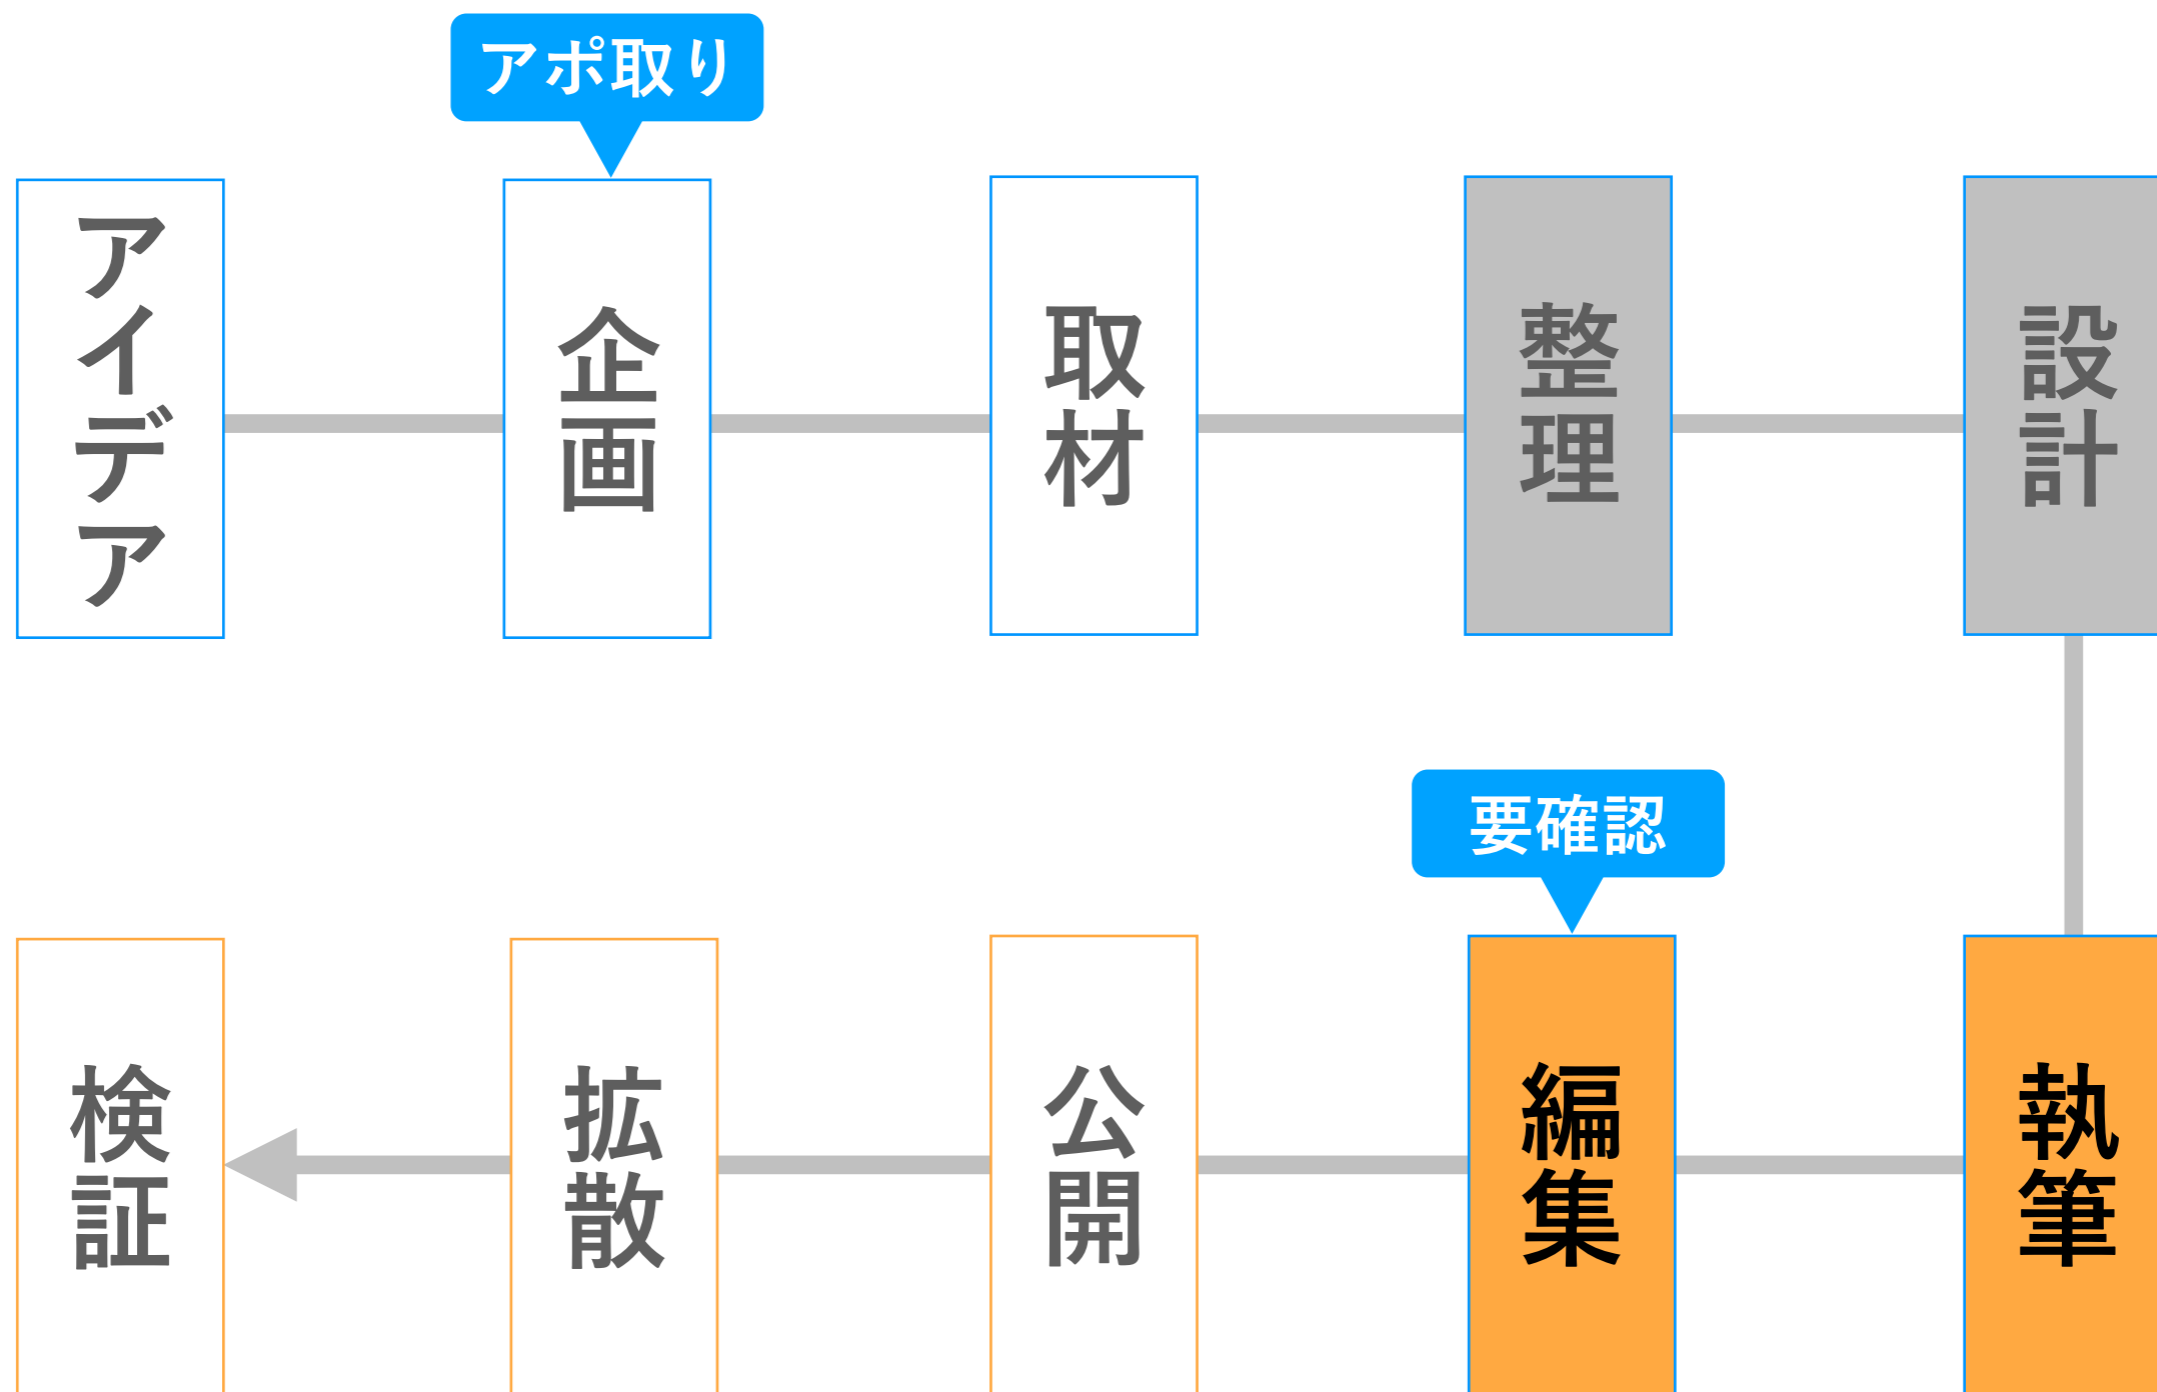 アポ取り
アイデア
企画
取材
整理
設計
要確認
執筆
編集
公開
拡散
検証